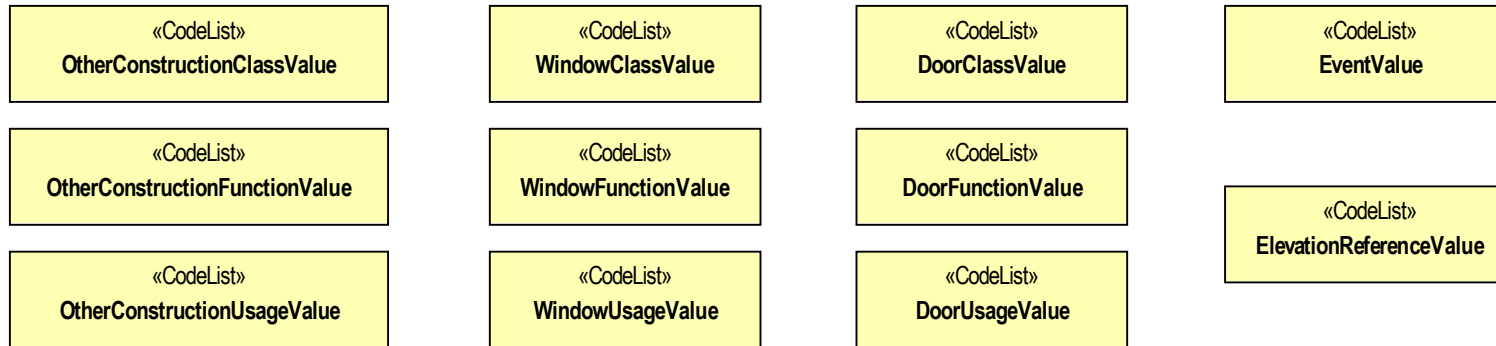 «CodeList»
OtherConstructionClassValue
«CodeList»
WindowClassValue
«CodeList»
DoorClassValue
«CodeList»
EventValue
«CodeList»
OtherConstructionFunctionValue
«CodeList»
WindowFunctionValue
«CodeList»
DoorFunctionValue
«CodeList»
ElevationReferenceValue
«CodeList»
OtherConstructionUsageValue
«CodeList»
WindowUsageValue
«CodeList»
DoorUsageValue